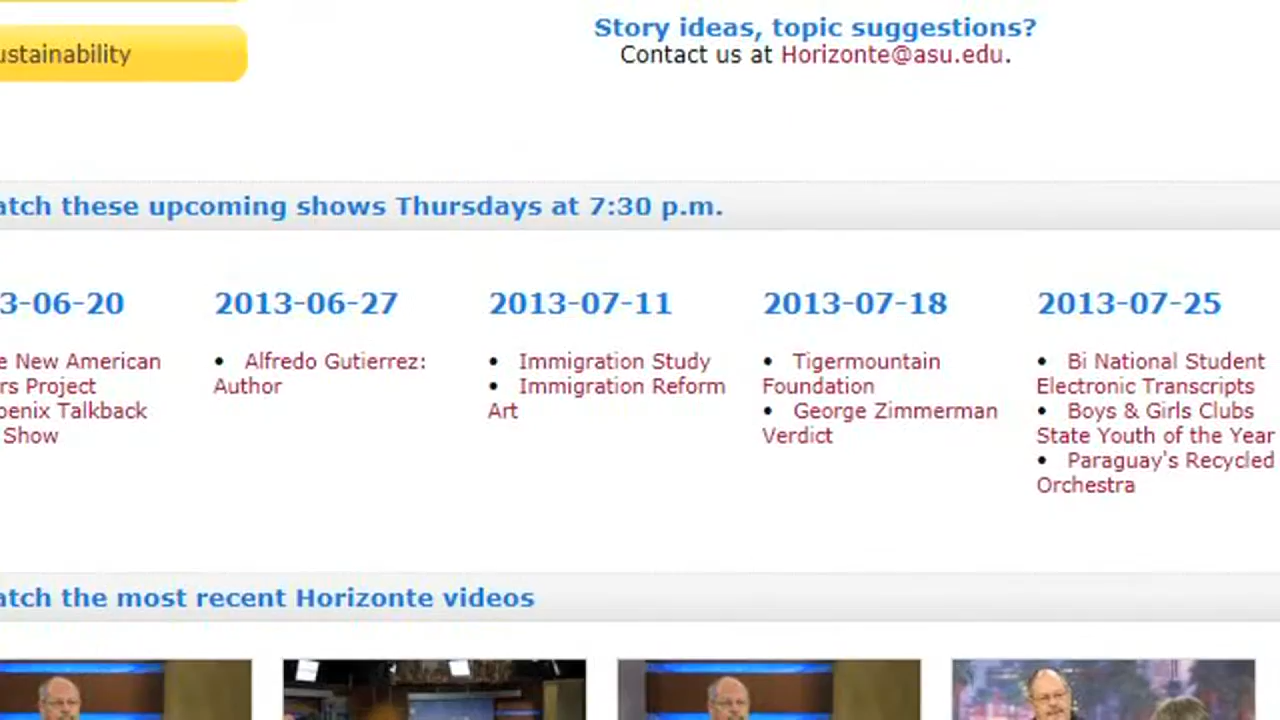 Story ideas, topic suggestions?
ustainability
Contact us at Horizonte@asu.edu.
atch these upcoming shows Thursdays at 7:30 p.m.
3-06-20
e New American
rs Project
oenix Talkback
Show
2013-06-27
• Alfredo Gutierrez:
Author
2013-07-11
• Immigration Study
• Immigration Reform
Art
2013-07-18
• Tigermountain
Foundation
• George Zimmerman
Verdict
2013-07-25
• Bi National Student
Electronic Transcripts
• Boys & Girls Clubs
State Youth of the Year
• Paraguay's Recycled
Orchestra
atch the most recent Horizonte videos